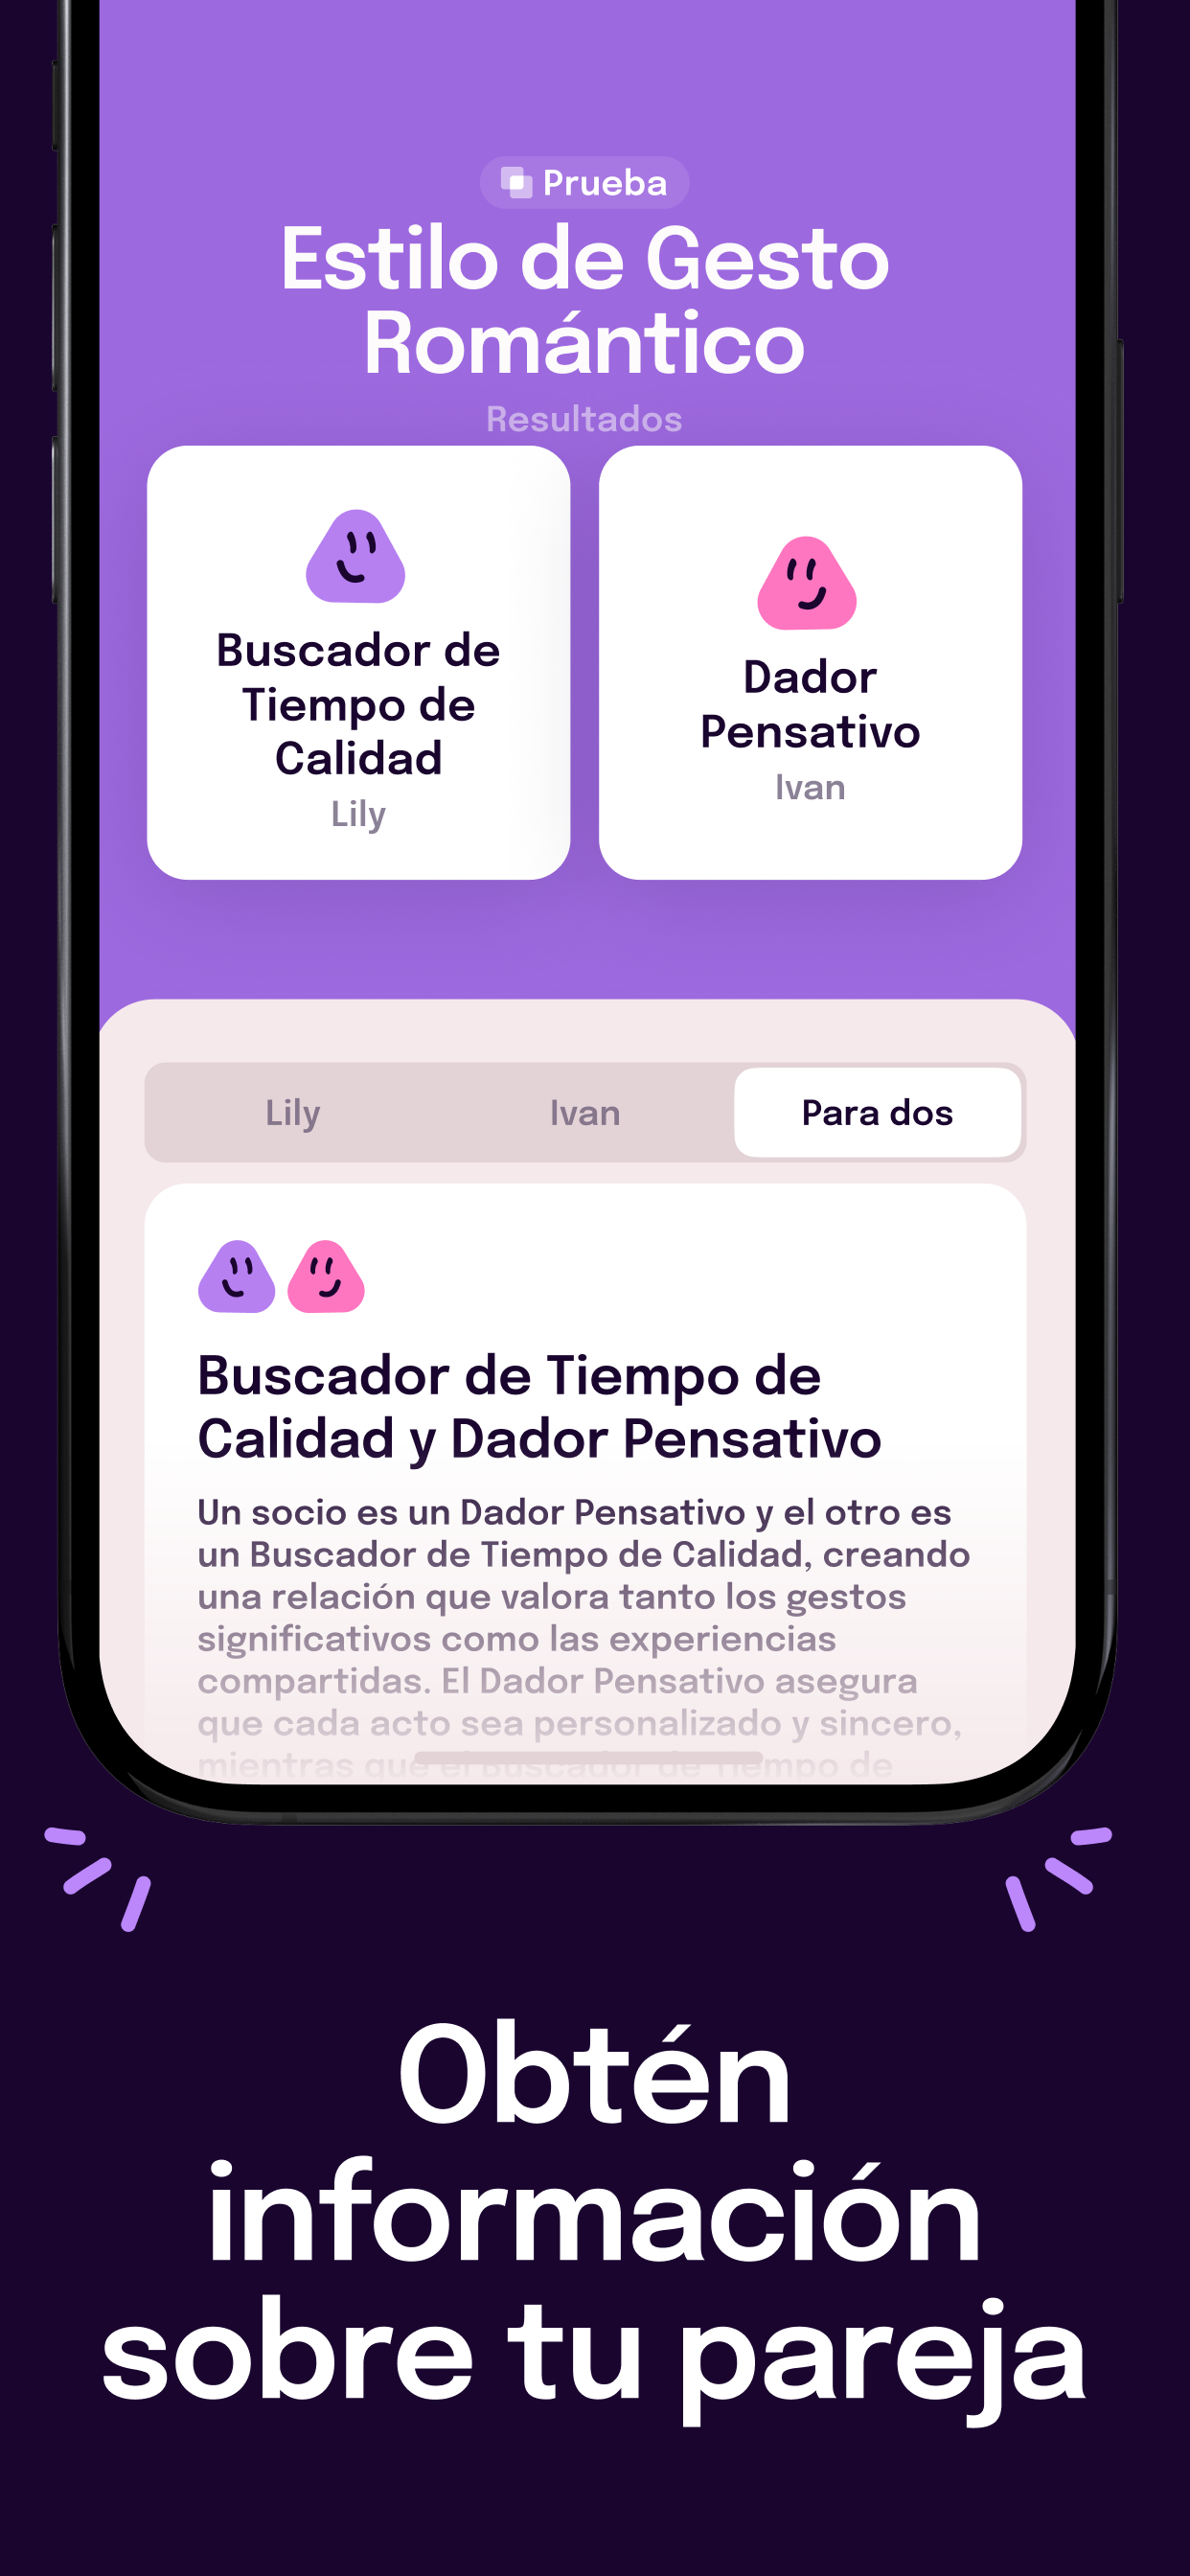 Prueba
Estilo de Gesto
Romántico
Resultados
Buscador de
Tiempo de
Calidad
Lily
Dador
Pensativo
Ivan
Lily
Ivan
Para dos
Buscador de Tiempo de
Calidad y Dador Pensativo
Un socio es un Dador Pensativo y el otro es
un Buscador de Tiempo de Calidad, creando
una relación que valora tanto los gestos
significativos como las experiencias
compartidas. El Dador Pensativo asegura
que cada acto sea personalizado y sincero,
mientras que el Buscador de Tiempo de
Obtén
información
sobre tu pareja